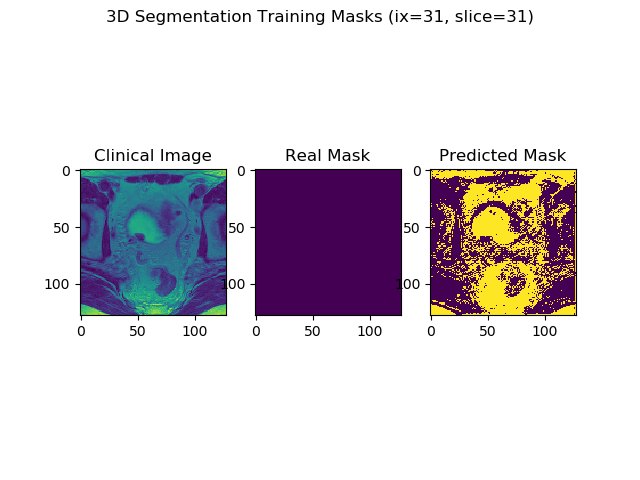 3D Segmentation Training Masks (ix=31, slice=31)
Clinical Image Real Mask Predicted Mask
0 0 0
50 50 50
100 100 100
0 50 100 0 50 100 0 50 100